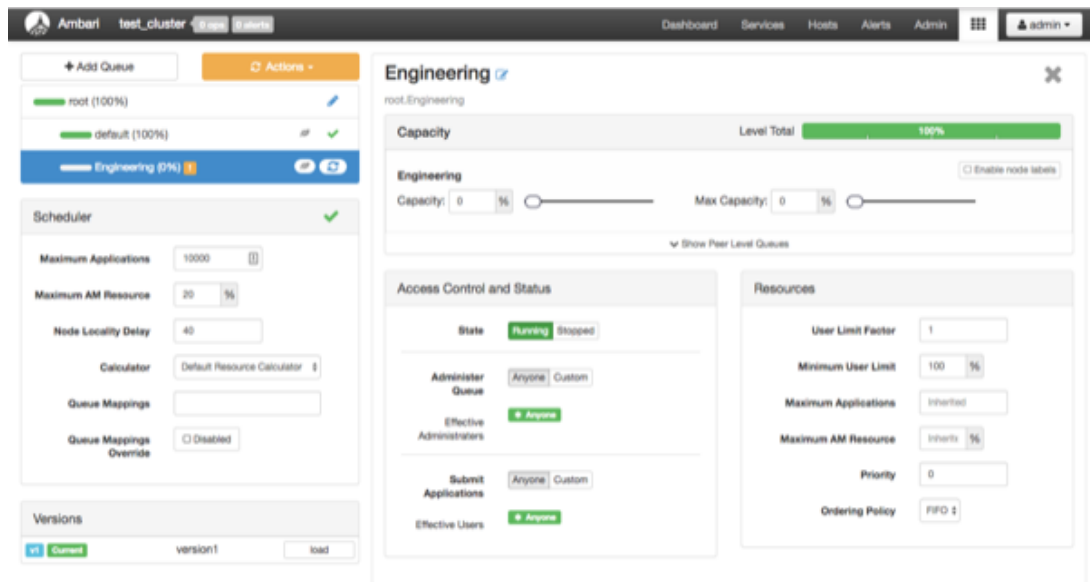 Ambari test_cluster 0 ops 0 alerts Dashboard Services Hosts Alerts Admin admin
+ Add Queue Actions
root (100%)
default (100%)
Engineering (0%)
Scheduler
Maximum Applications 10000
Maximum AM Resource 20 %
Node Locality Delay 40
Calculator Default Resource Calculator
Queue Mappings
Queue Mappings Override Disabled
Versions
v1 Current version1 load
Engineering
root.Engineering
Capacity Level Total 100%
Engineering Enable node labels
Capacity: 0 % Max Capacity: 0 %
Show Peer Level Queues
Access Control and Status
State Running Stopped
Administer Queue Anyone Custom
Effective Administraters Anyone
Submit Applications Anyone Custom
Effective Users Anyone
Resources
User Limit Factor 1
Minimum User Limit 100 %
Maximum Applications Inherited
Maximum AM Resource Inherits %
Priority 0
Ordering Policy FIFO